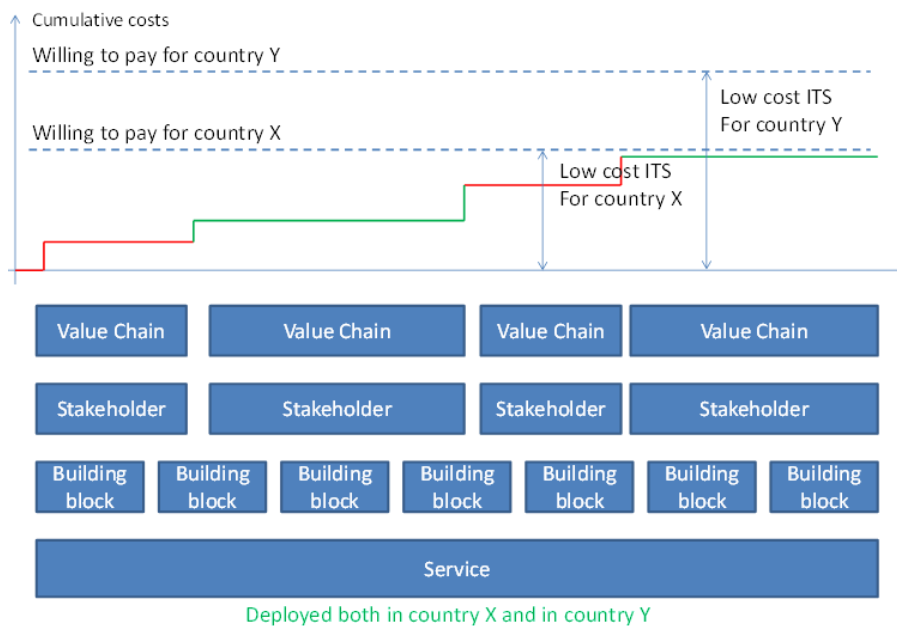 Cumulative costs
Willing to pay for country Y
Low cost ITS
For country Y
Willing to pay for country X
Low cost ITS
For country X
Value Chain
Value Chain
Value Chain
Value Chain
Stakeholder
Stakeholder
Stakeholder
Stakeholder
Building
block
Building
block
Building
block
Building
block
Building
block
Building
block
Building
block
Service
Deployed both in country X and in country Y